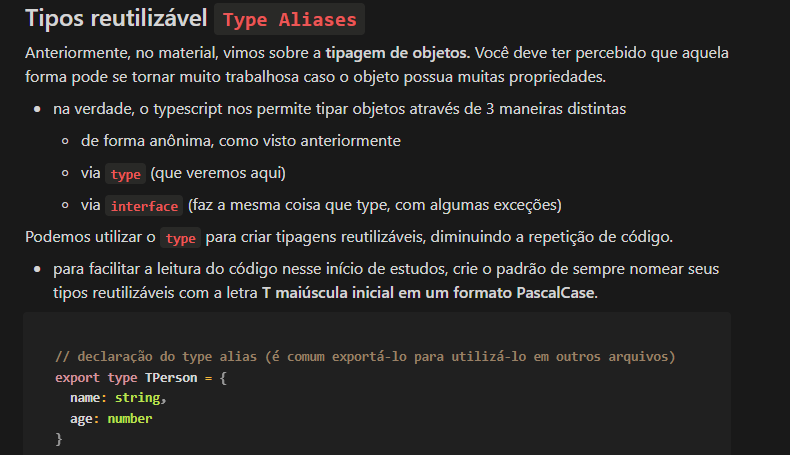 Tipos reutilizável Type Aliases
Anteriormente, no material, vimos sobre a tipagem de objetos. Você deve ter percebido que aquela
forma pode se tornar muito trabalhosa caso o objeto possua muitas propriedades.
• na verdade, o typescript nos permite tipar objetos através de 3 maneiras distintas
◦ de forma anônima, como visto anteriormente
◦ via type (que veremos aqui)
◦ via interface (faz a mesma coisa que type, com algumas exceções)
Podemos utilizar o type para criar tipagens reutilizáveis, diminuindo a repetição de código.
• para facilitar a leitura do código nesse início de estudos, crie o padrão de sempre nomear seus
tipos reutilizáveis com a letra T maiúscula inicial em um formato PascalCase.
// declaração do type alias (é comum exportá-lo para utilizá-lo em outros arquivos)
export type TPerson = {
name: string,
age: number
}